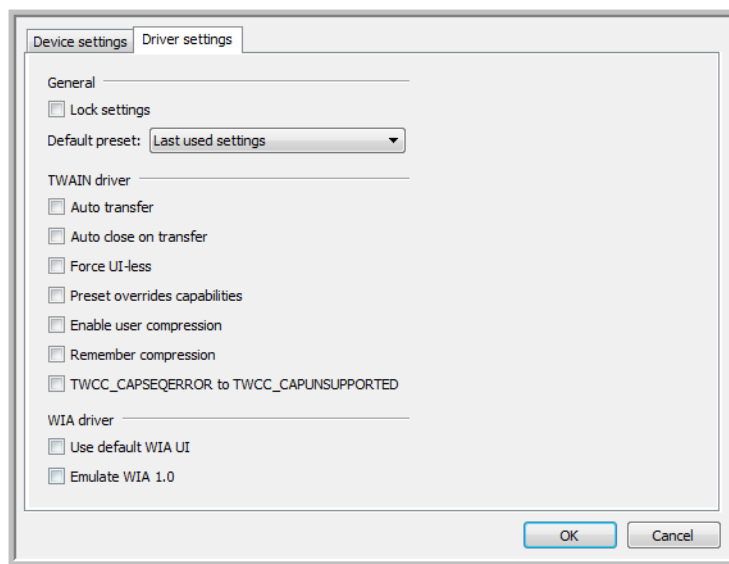 Device settings Driver settings
General
Lock settings
Default preset: Last used settings
TWAIN driver
Auto transfer
Auto close on transfer
Force UI-less
Preset overrides capabilities
Enable user compression
Remember compression
TWCC_CAPSEQERROR to TWCC_CAPUNSUPPORTED
WIA driver
Use default WIA UI
Emulate WIA 1.0
OK Cancel